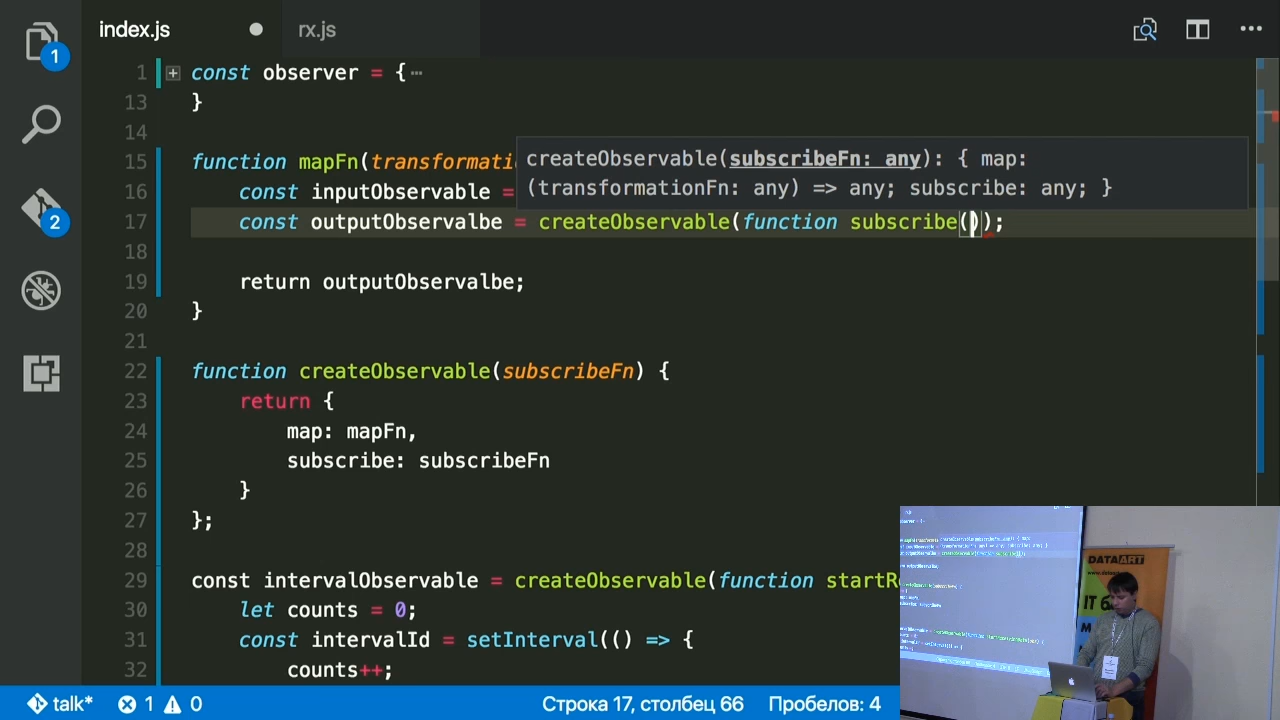 index.js
rx.js
1
1 const observer = {
13 }
14
createObservable(subscribeFn: any): { map:
(transformationFn: any) => any; subscribe: any; }
15 function mapFn(transformati
16 const inputObservable =
17 const outputObservalbe = createObservable(function subscribe());
2
18
19 return outputObservalbe;
20 }
21
22 function createObservable(subscribeFn) {
23 return {
24 map: mapFn,
25 subscribe: subscribeFn
26 }
27 };
28
29 const intervalObservable = createObservable(function startR
30 let counts = 0;
31 const intervalId = setInterval(() => {
32 counts++;
DATAART
IT
talk* 1 0 Строка 17, столбец 66 Пробелов: 4